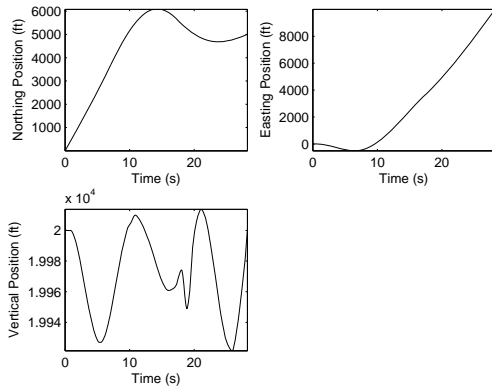 6000
5000
4000
3000
2000
1000
0 10 20
Time (s)
Northing Position (ft)
8000
6000
4000
2000
0
0 10 20
Time (s)
Easting Position (ft)
x 10^4
2
1.998
1.996
1.994
0 10 20
Time (s)
Vertical Position (ft)